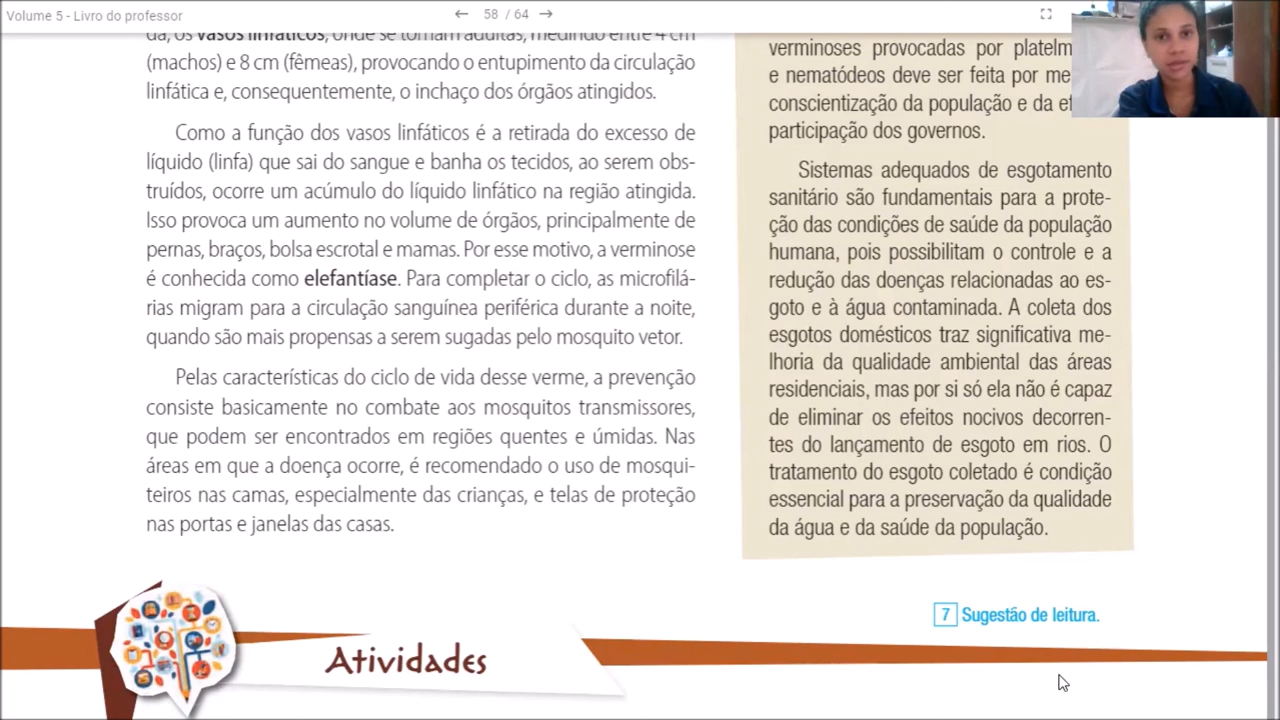 Volume 5 - Livro do professor
58 / 64
da, os vasos linfáticos, onde se tornam adultas, medindo entre 4 cm
(machos) e 8 cm (fêmeas), provocando o entupimento da circulação
linfática e, consequentemente, o inchaço dos órgãos atingidos.
Como a função dos vasos linfáticos é a retirada do excesso de
líquido (linfa) que sai do sangue e banha os tecidos, ao serem obs-
truídos, ocorre um acúmulo do líquido linfático na região atingida.
Isso provoca um aumento no volume de órgãos, principalmente de
pernas, braços, bolsa escrotal e mamas. Por esse motivo, a verminose
é conhecida como elefantíase. Para completar o ciclo, as microfilá-
rias migram para a circulação sanguínea periférica durante a noite,
quando são mais propensas a serem sugadas pelo mosquito vetor.
Pelas características do ciclo de vida desse verme, a prevenção
consiste basicamente no combate aos mosquitos transmissores,
que podem ser encontrados em regiões quentes e úmidas. Nas
áreas em que a doença ocorre, é recomendado o uso de mosqui-
teiros nas camas, especialmente das crianças, e telas de proteção
nas portas e janelas das casas.
verminoses provocadas por
e nematódeos deve ser feita por
conscientização da população e da
participação dos governos.
Sistemas adequados de esgotamento
sanitário são fundamentais para a prote-
ção das condições de saúde da população
humana, pois possibilitam o controle e a
redução das doenças relacionadas ao es-
goto e à água contaminada. A coleta dos
esgotos domésticos traz significativa me-
lhoria da qualidade ambiental das áreas
residenciais, mas por si só ela não é capaz
de eliminar os efeitos nocivos decorren-
tes do lançamento de esgoto em rios. O
tratamento do esgoto coletado é condição
essencial para a preservação da qualidade
da água e da saúde da população.
7 Sugestão de leitura.
Atividades